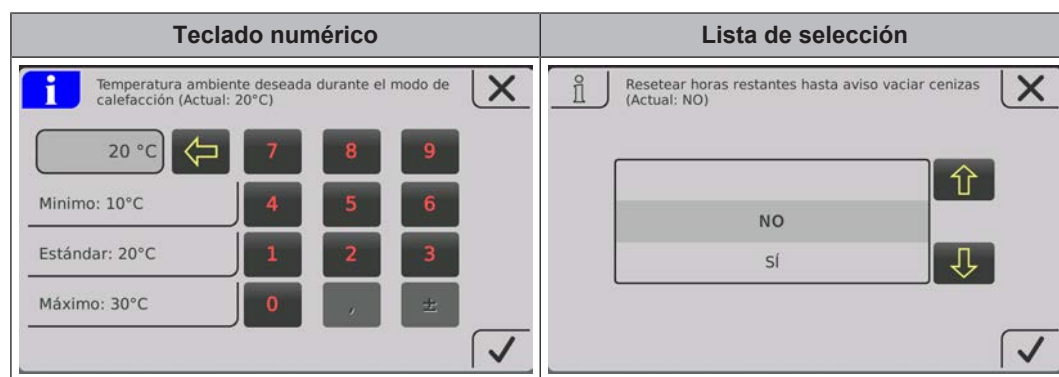 Teclado numérico
Lista de selección
i
Temperatura ambiente deseada durante el modo de
calefacción (Actual: 20°C)
20 °C
7 8 9
Minimo: 10°C
4 5 6
Estándar: 20°C
1 2 3
Máximo: 30°C
0 , ±
i
Resetear horas restantes hasta aviso vaciar cenizas
(Actual: NO)
NO
SÍ